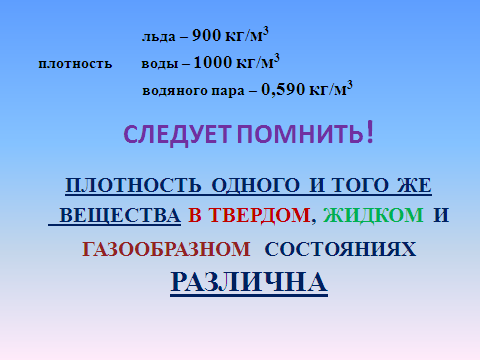 льда – 900 кг/м³
плотность воды – 1000 кг/м³
водяного пара – 0,590 кг/м³
СЛЕДУЕТ ПОМНИТЬ!
ПЛОТНОСТЬ ОДНОГО И ТОГО ЖЕ
ВЕЩЕСТВА В ТВЕРДОМ, ЖИДКОМ И
ГАЗООБРАЗНОМ СОСТОЯНИЯХ
РАЗЛИЧНА